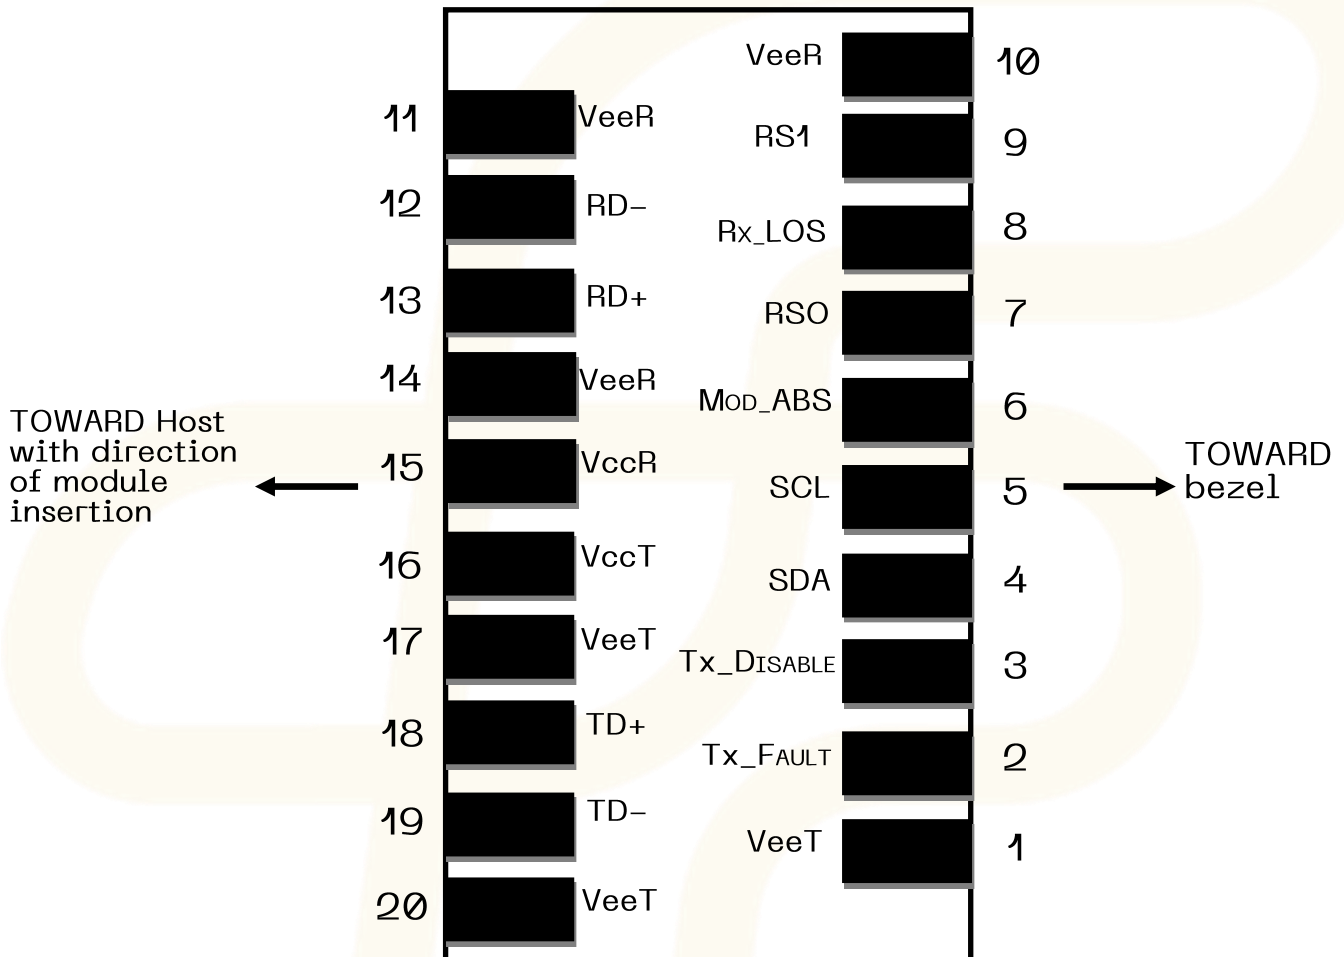 VeeR 10
11 VeeR
RS1 9
12 RD–
Rx_LOS 8
13 RD+
RSO 7
14 VeeR
MOD_ABS 6
TOWARD Host
with direction
of module
insertion
15 VccR
TOWARD
bezel
SCL 5
16 VccT
SDA 4
17 VeeT
Tx_DISABLE 3
18 TD+
Tx_FAULT 2
19 TD–
VeeT 1
20 VeeT